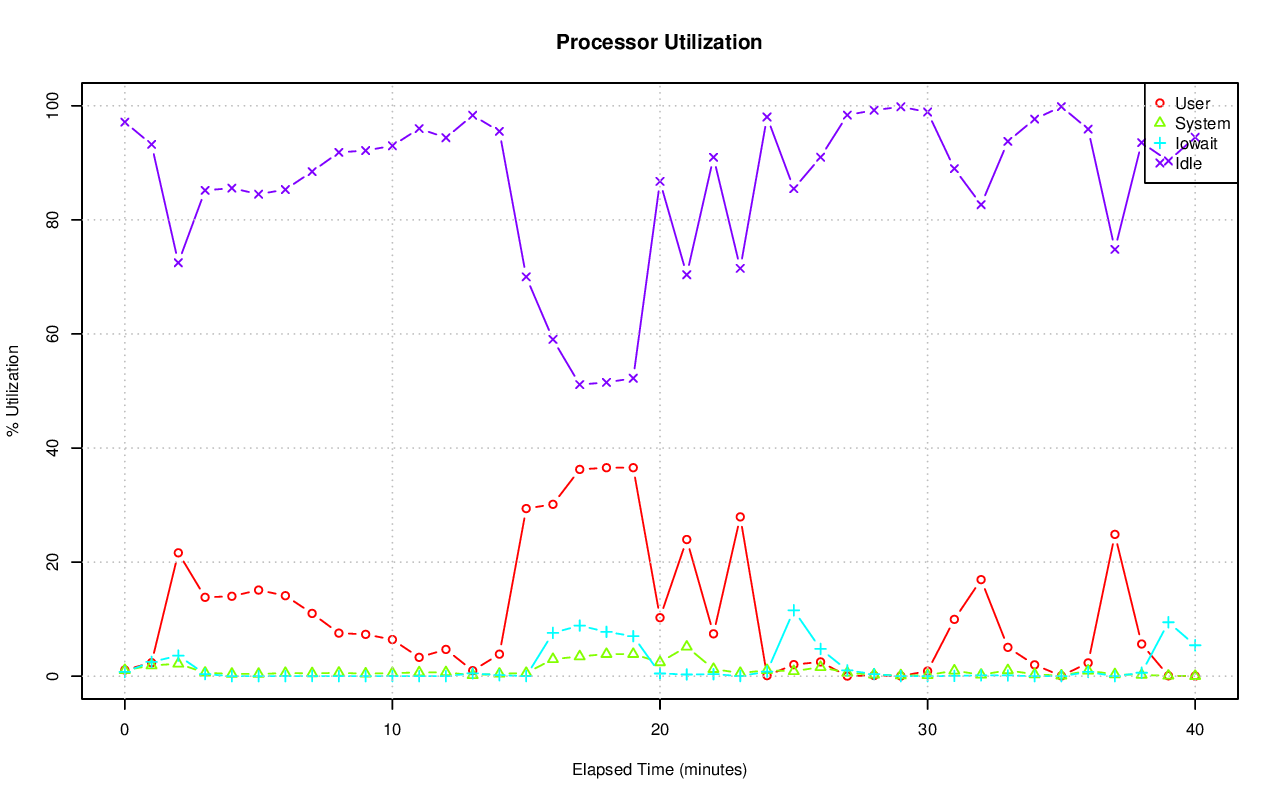 Processor Utilization
100
80
60
40
20
0
% Utilization
User
System
Iowait
Idle
0 10 20 30 40
Elapsed Time (minutes)